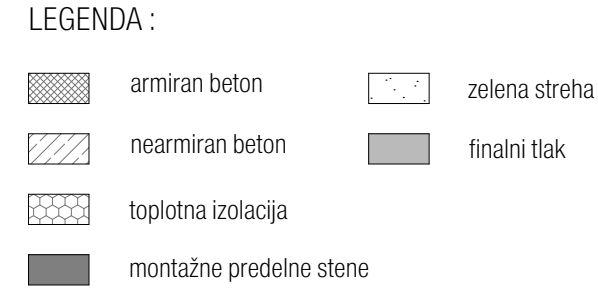 LEGENDA :
armiran beton
nearmiran beton
toplotna izolacija
montažne predelne stene
zelena streha
finalni tlak